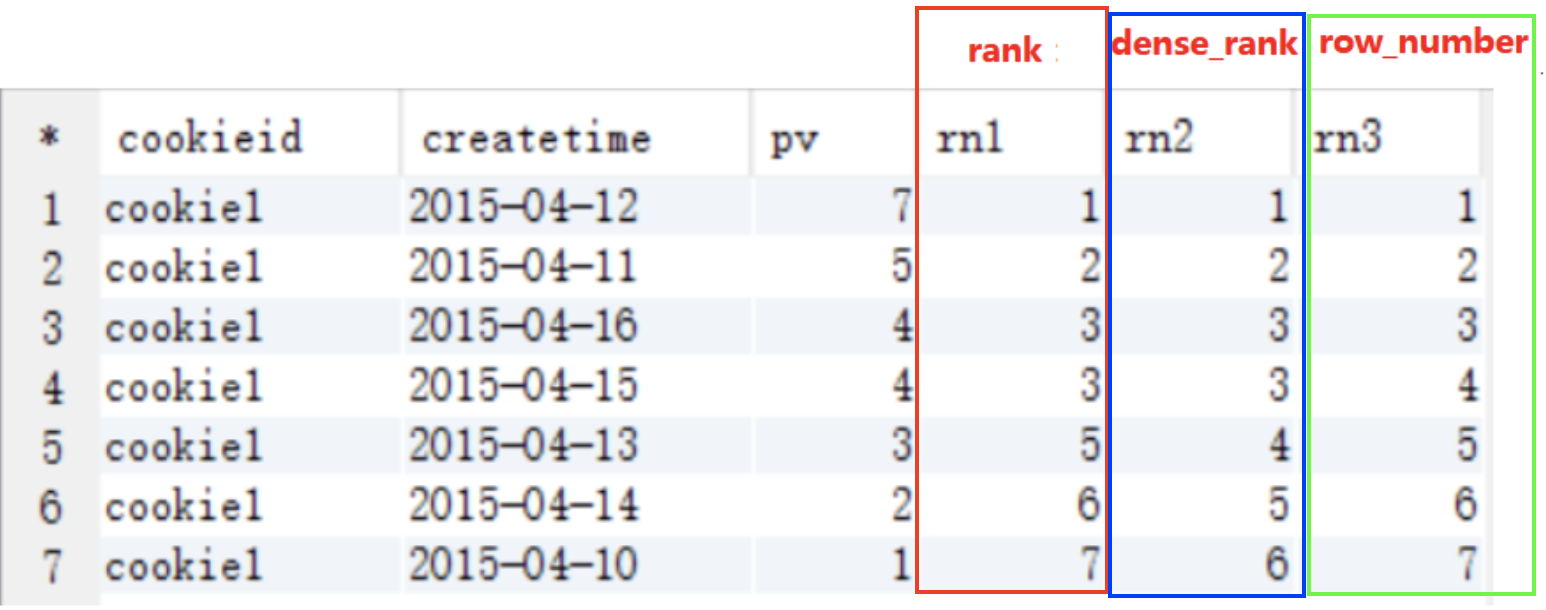 rank : dense_rank row_number
* cookieid createtime pv rn1 rn2 rn3
1 cookie1 2015-04-12 7 1 1 1
2 cookie1 2015-04-11 5 2 2 2
3 cookie1 2015-04-16 4 3 3 3
4 cookie1 2015-04-15 4 3 3 4
5 cookie1 2015-04-13 3 5 4 5
6 cookie1 2015-04-14 2 6 5 6
7 cookie1 2015-04-10 1 7 6 7